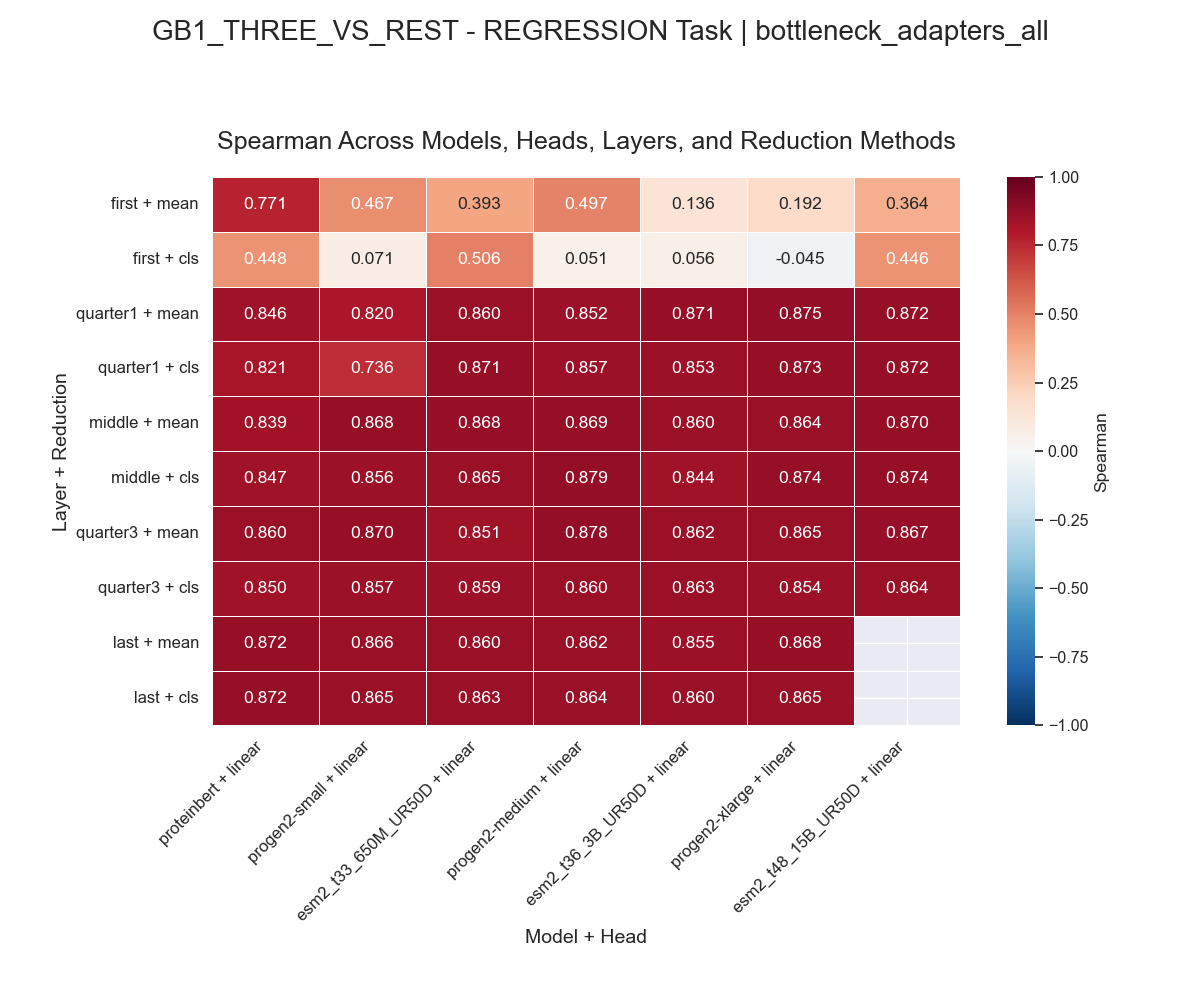 GB1_THREE_VS_REST - REGRESSION Task | bottleneck_adapters_all
Spearman Across Models, Heads, Layers, and Reduction Methods
Layer + Reduction
first + mean 0.771 0.467 0.393 0.497 0.136 0.192 0.364
first + cls 0.448 0.071 0.506 0.051 0.056 -0.045 0.446
quarter1 + mean 0.846 0.820 0.860 0.852 0.871 0.875 0.872
quarter1 + cls 0.821 0.736 0.871 0.857 0.853 0.873 0.872
middle + mean 0.839 0.868 0.868 0.869 0.860 0.864 0.870
middle + cls 0.847 0.856 0.865 0.879 0.844 0.874 0.874
quarter3 + mean 0.860 0.870 0.851 0.878 0.862 0.865 0.867
quarter3 + cls 0.850 0.857 0.859 0.860 0.863 0.854 0.864
last + mean 0.872 0.866 0.860 0.862 0.855 0.868
last + cls 0.872 0.865 0.863 0.864 0.860 0.865
proteinbert + linear
progen2-small + linear
esm2_t33_650M_UR50D + linear
progen2-medium + linear
esm2_t36_3B_UR50D + linear
progen2-xlarge + linear
esm2_t48_15B_UR50D + linear
Model + Head
1.00
0.75
0.50
0.25
0.00
−0.25
−0.50
−0.75
−1.00
Spearman